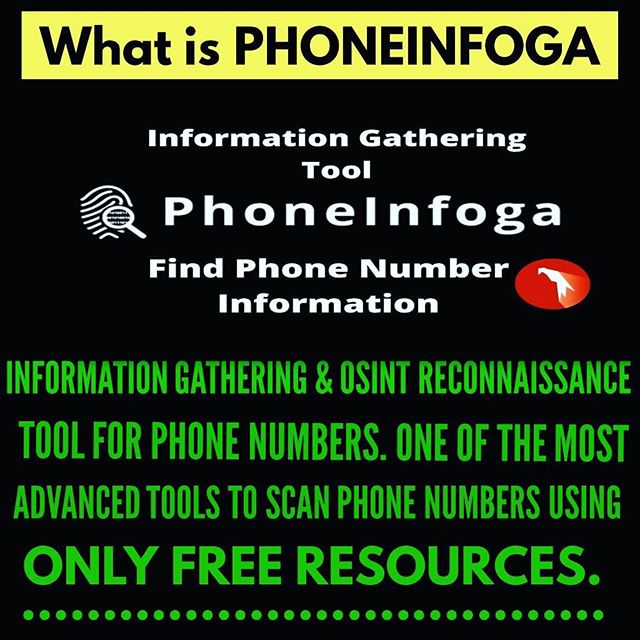 What is PHONEINFOGA
Information Gathering
Tool
PhoneInfoga
Find Phone Number
Information
INFORMATION GATHERING & OSINT RECONNAISSANCE
TOOL FOR PHONE NUMBERS. ONE OF THE MOST
ADVANCED TOOLS TO SCAN PHONE NUMBERS USING
ONLY FREE RESOURCES.